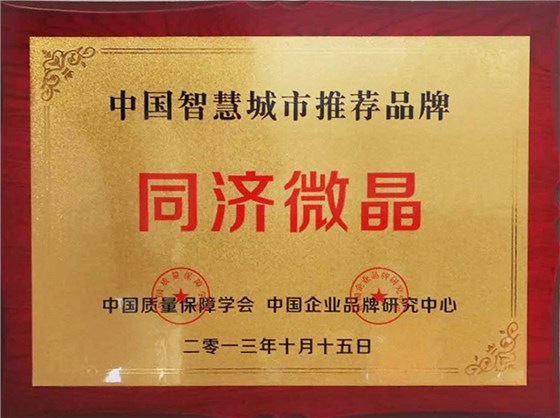 中国智慧城市推荐品牌
同济微晶
中国质量保障学会 中国企业品牌研究中心
二零一三年十月十五日